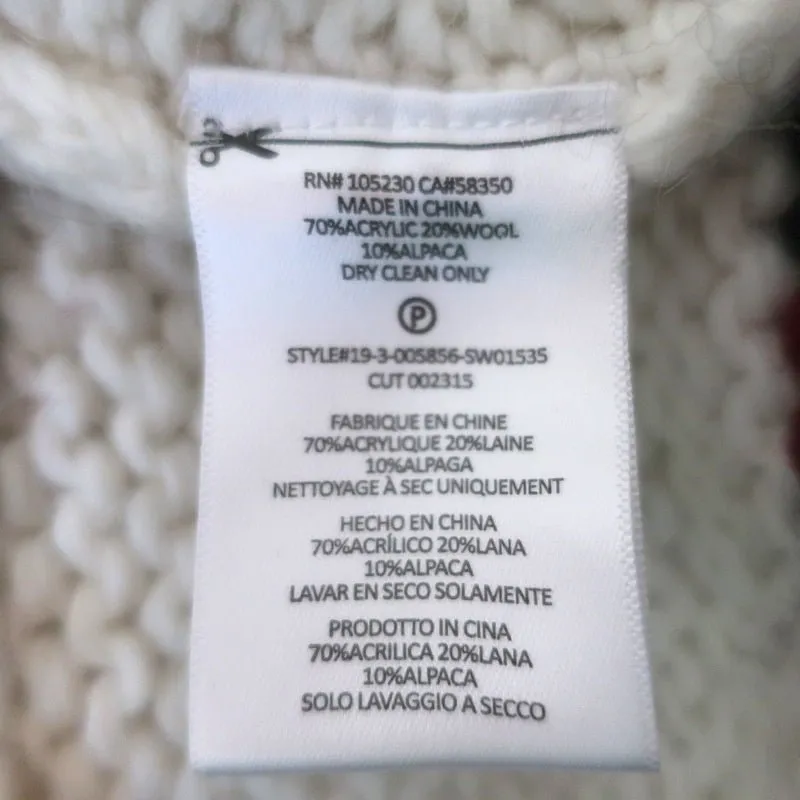 RN# 105230 CA#58350
MADE IN CHINA
70%ACRYLIC 20%WOOL
10%ALPACA
DRY CLEAN ONLY
P
STYLE#19-3-005856-SW01535
CUT 002315
FABRIQUE EN CHINE
70%ACRYLIQUE 20%LAINE
10%ALPAGA
NETTOYAGE À SEC UNIQUEMENT
HECHO EN CHINA
70%ACRÍLICO 20%LANA
10%ALPACA
LAVAR EN SECO SOLAMENTE
PRODOTTO IN CINA
70%ACRILICA 20%LANA
10%ALPACA
SOLO LAVAGGIO A SECCO